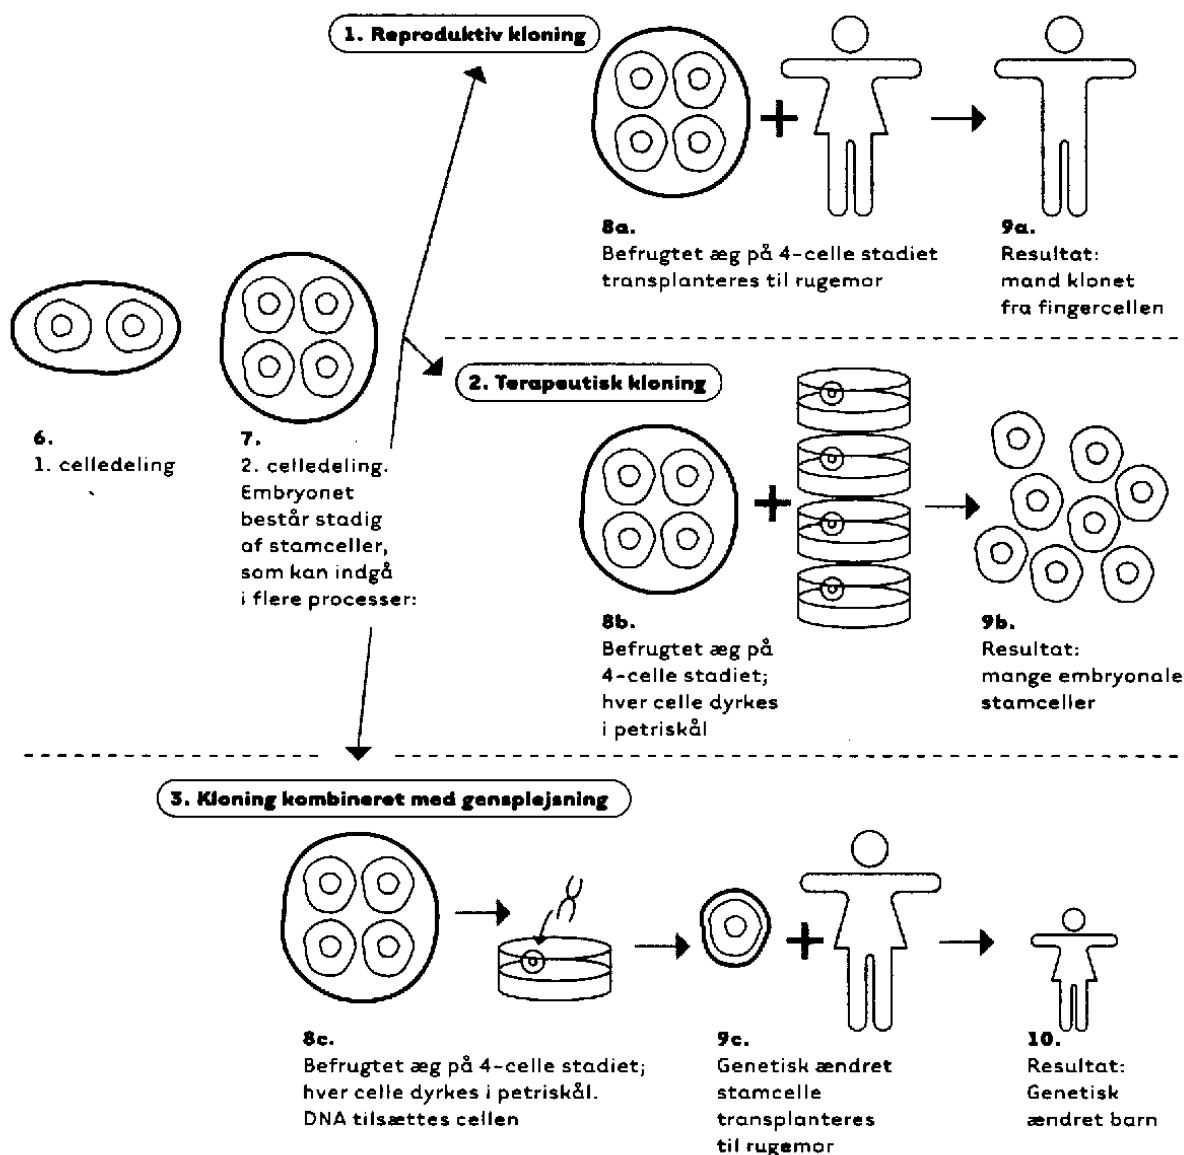 1. Reproduktiv kloning
8a.
Befrugtet æg på 4-celle stadiet
transplanteres til rugemor
9a.
Resultat:
mand klonet
fra fingercellen
6.
1. celledeling
7.
2. celledeling.
Embryonet
består stadig
af stamceller,
som kan indgå
i flere processer:
2. Terapeutisk kloning
8b.
Befrugtet æg på
4-celle stadiet;
hver celle dyrkes
i petriskål
9b.
Resultat:
mange embryonale
stamceller
3. Kloning kombineret med gensplejsning
8c.
Befrugtet æg på 4-celle stadiet;
hver celle dyrkes i petriskål.
DNA tilsættes cellen
9c.
Genetisk ændret
stamcelle
transplanteres
til rugemor
10.
Resultat:
Genetisk
ændret barn